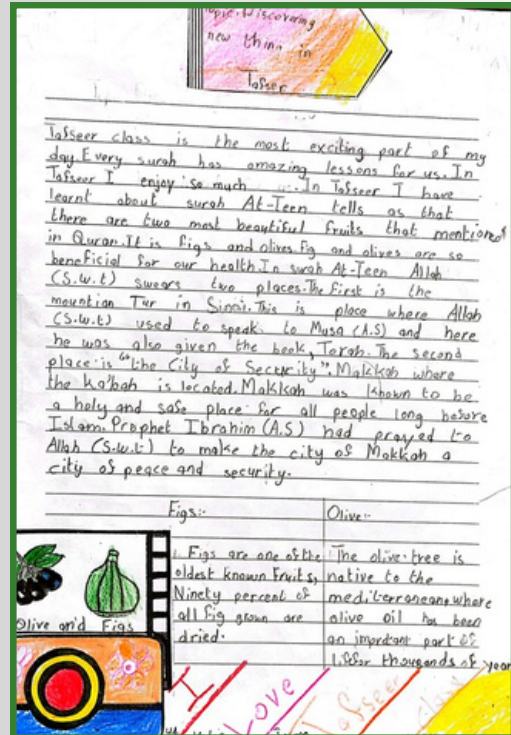 Topic: Discovering
new thing in
Tafseer
Tafseer class is the most exciting part of my
day. Every surah has amazing lessons for us. In
Tafseer I enjoy so much .... In Tafseer I have
learnt about surah At-Teen tells as that
there are two most beautiful fruits that mentioned
in Quran. It is figs and olives. fig and olives are so
beneficial for our health. In surah At-Teen Allah
(S.w.t) swears two places. The first is the
mountian Tur in Sinai. This is place where Allah
(S.w.t) used to speak to Musa (A.S) and here
he was also given the book, Torah. The second
place is "the City of Sectrity". Makkah where
the ka'bah is located. Makkah was known to be
a holy and safe place for all people long before
Islam. Prophet Ibrahim (A.S) had prayed to
Allah (S.w.t) to make the city of Makkah a
city of peace and security.
Figs:-
Figs are one of the
oldest known fruits,
Ninety percent of
all fig grown are
dried.
Olive:-
The olive tree is
native to the
mediterranean, where
olive oil has been
an important part of
life for thousands of year
Olive and Figs
I Love Tafseer class